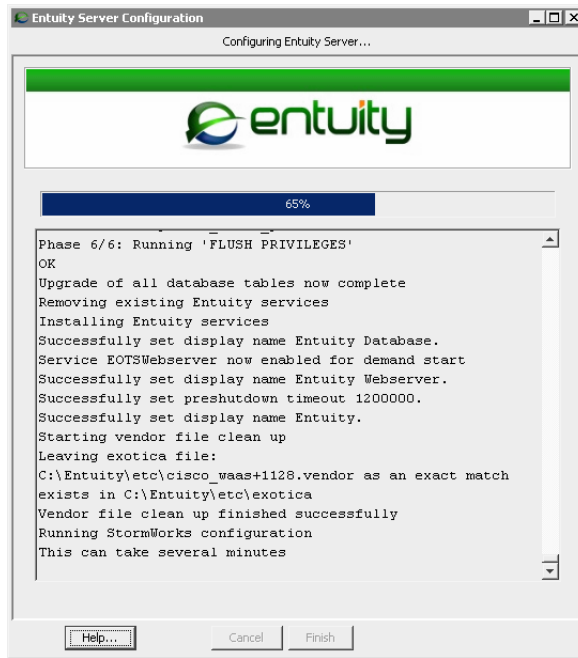 Entuity Server Configuration
Configuring Entuity Server...
entuity
65%
Phase 6/6: Running 'FLUSH PRIVILEGES'
OK
Upgrade of all database tables now complete
Removing existing Entuity services
Installing Entuity services
Successfully set display name Entuity Database.
Service EOTSWebserver now enabled for demand start
Successfully set display name Entuity Webserver.
Successfully set preshutdown timeout 1200000.
Successfully set display name Entuity.
Starting vendor file clean up
Leaving exotica file:
C:\Entuity\etc\cisco_waas+1128.vendor as an exact match
exists in C:\Entuity\etc\exotica
Vendor file clean up finished successfully
Running StormWorks configuration
This can take several minutes
Help... Cancel Finish